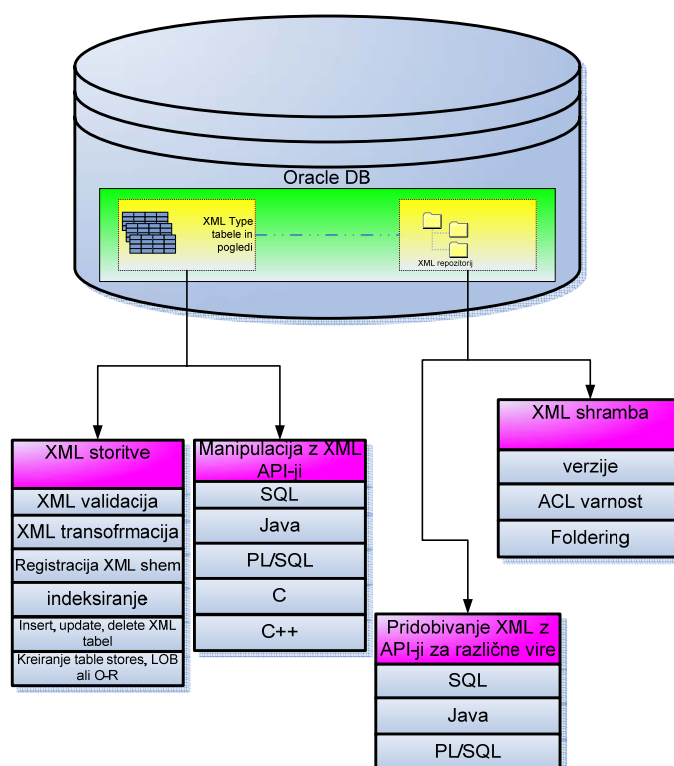 Oracle DB
XML Type
tabele in
pogledi
XML repozitorij
XML storitve
XML validacija
XML transofrmacija
Registracija XML shem
indeksiranje
Insert, update, delete XML
tabel
Kreiranje table stores, LOB
ali O-R
Manipulacija z XML
API-ji
SQL
Java
PL/SQL
C
C++
XML shramba
verzije
ACL varnost
Foldering
Pridobivanje XML z
API-ji za različne vire
SQL
Java
PL/SQL